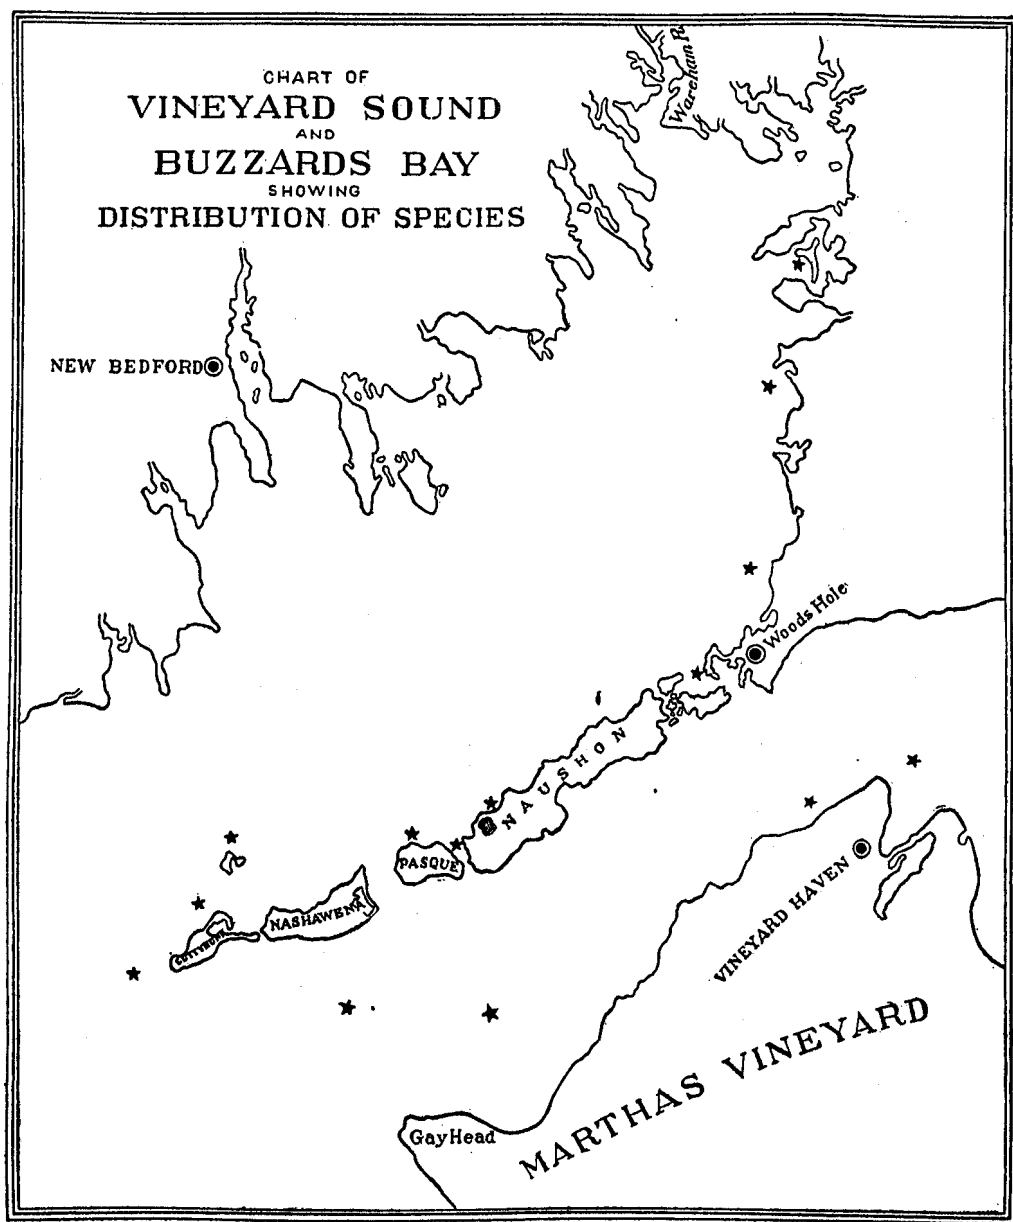 CHART OF
VINEYARD SOUND
AND
BUZZARDS BAY
SHOWING
DISTRIBUTION OF SPECIES
Wareham R.
NEW BEDFORD
Woods Hole
NAUSHON
PASQUE
NASHAWENA
CUTTYHUNK
VINEYARD HAVEN
MARTHAS VINEYARD
Gay Head